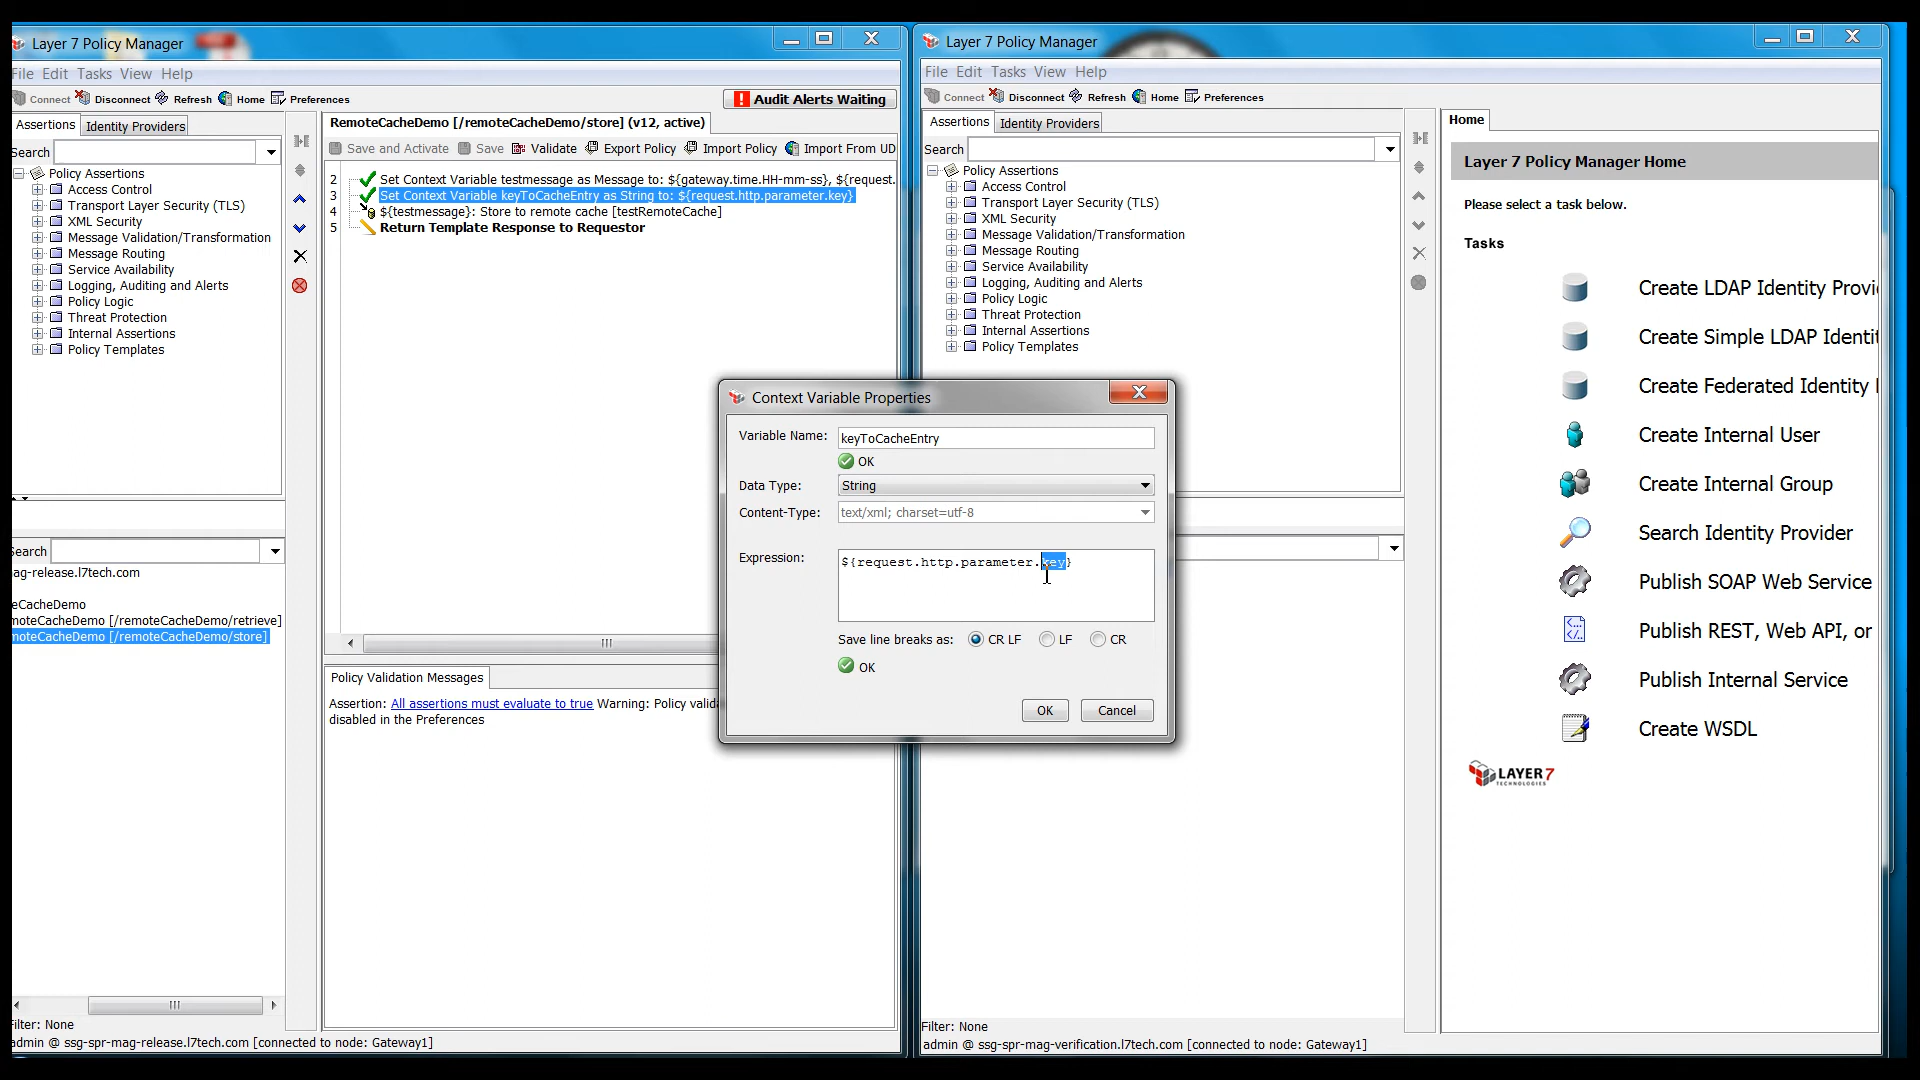 Layer 7 Policy Manager
File Edit Tasks View Help
Connect Disconnect Refresh Home Preferences
Audit Alerts Waiting
Assertions Identity Providers
Search
Policy Assertions
Access Control
Transport Layer Security (TLS)
XML Security
Message Validation/Transformation
Message Routing
Service Availability
Logging, Auditing and Alerts
Policy Logic
Threat Protection
Internal Assertions
Policy Templates
Search
mag-release.l7tech.com
eCacheDemo
moteCacheDemo [/remoteCacheDemo/retrieve]
moteCacheDemo [/remoteCacheDemo/store]
Filter: None
admin @ ssg-spr-mag-release.l7tech.com [connected to node: Gateway1]
RemoteCacheDemo [/remoteCacheDemo/store] (v12, active)
Save and Activate Save Validate Export Policy Import Policy Import From UD
2 Set Context Variable testmessage as Message to: ${gateway.time.HH-mm-ss}, ${request.
3 Set Context Variable keyToCacheEntry as String to: ${request.http.parameter.key}
4 ${testmessage}: Store to remote cache [testRemoteCache]
5 Return Template Response to Requestor
Policy Validation Messages
Assertion: All assertions must evaluate to true Warning: Policy valida
disabled in the Preferences
Context Variable Properties
Variable Name: keyToCacheEntry
OK
Data Type: String
Content-Type: text/xml; charset=utf-8
Expression: ${request.http.parameter.key}
Save line breaks as: CR LF LF CR
OK
OK Cancel
Layer 7 Policy Manager
File Edit Tasks View Help
Connect Disconnect Refresh Home Preferences
Assertions Identity Providers
Search
Policy Assertions
Access Control
Transport Layer Security (TLS)
XML Security
Message Validation/Transformation
Message Routing
Service Availability
Logging, Auditing and Alerts
Policy Logic
Threat Protection
Internal Assertions
Policy Templates
Filter: None
admin @ ssg-spr-mag-verification.l7tech.com [connected to node: Gateway1]
Home
Layer 7 Policy Manager Home
Please select a task below.
Tasks
Create LDAP Identity Provi
Create Simple LDAP Identi
Create Federated Identity
Create Internal User
Create Internal Group
Search Identity Provider
Publish SOAP Web Service
Publish REST, Web API, or
Publish Internal Service
Create WSDL
LAYER 7
TECHNOLOGIES